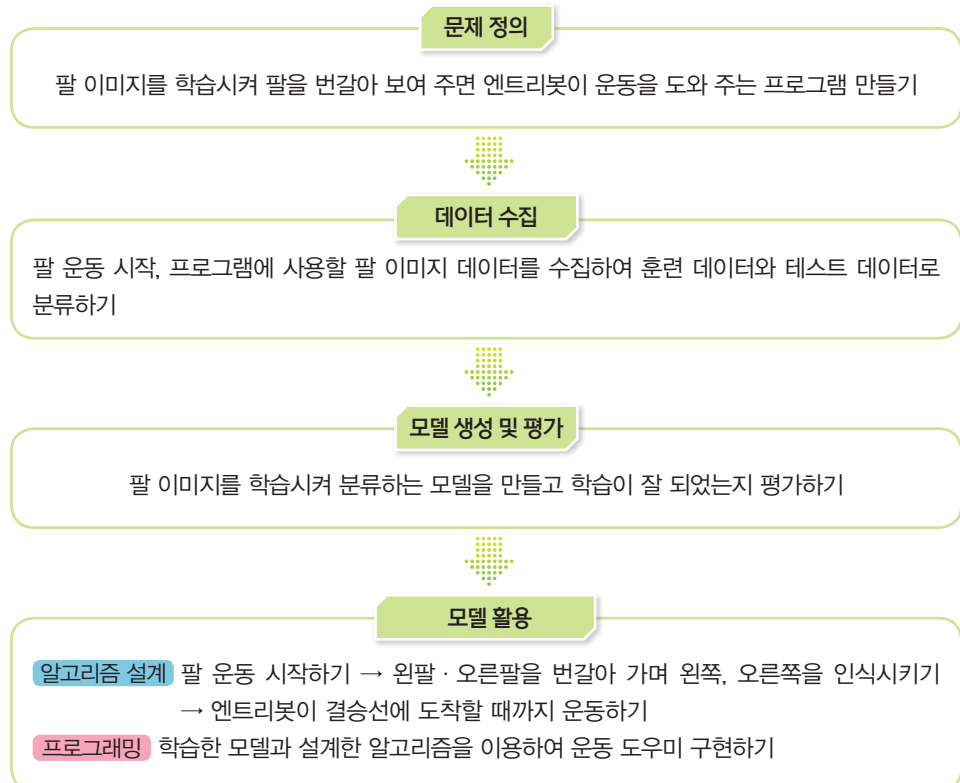 문제 정의
팔 이미지를 학습시켜 팔을 번갈아 보여 주면 엔트리봇이 운동을 도와 주는 프로그램 만들기
데이터 수집
팔 운동 시작, 프로그램에 사용할 팔 이미지 데이터를 수집하여 훈련 데이터와 테스트 데이터로
분류하기
모델 생성 및 평가
팔 이미지를 학습시켜 분류하는 모델을 만들고 학습이 잘 되었는지 평가하기
모델 활용
알고리즘 설계 팔 운동 시작하기 → 왼팔 · 오른팔을 번갈아 가며 왼쪽, 오른쪽을 인식시키기
→ 엔트리봇이 결승선에 도착할 때까지 운동하기
프로그래밍 학습한 모델과 설계한 알고리즘을 이용하여 운동 도우미 구현하기